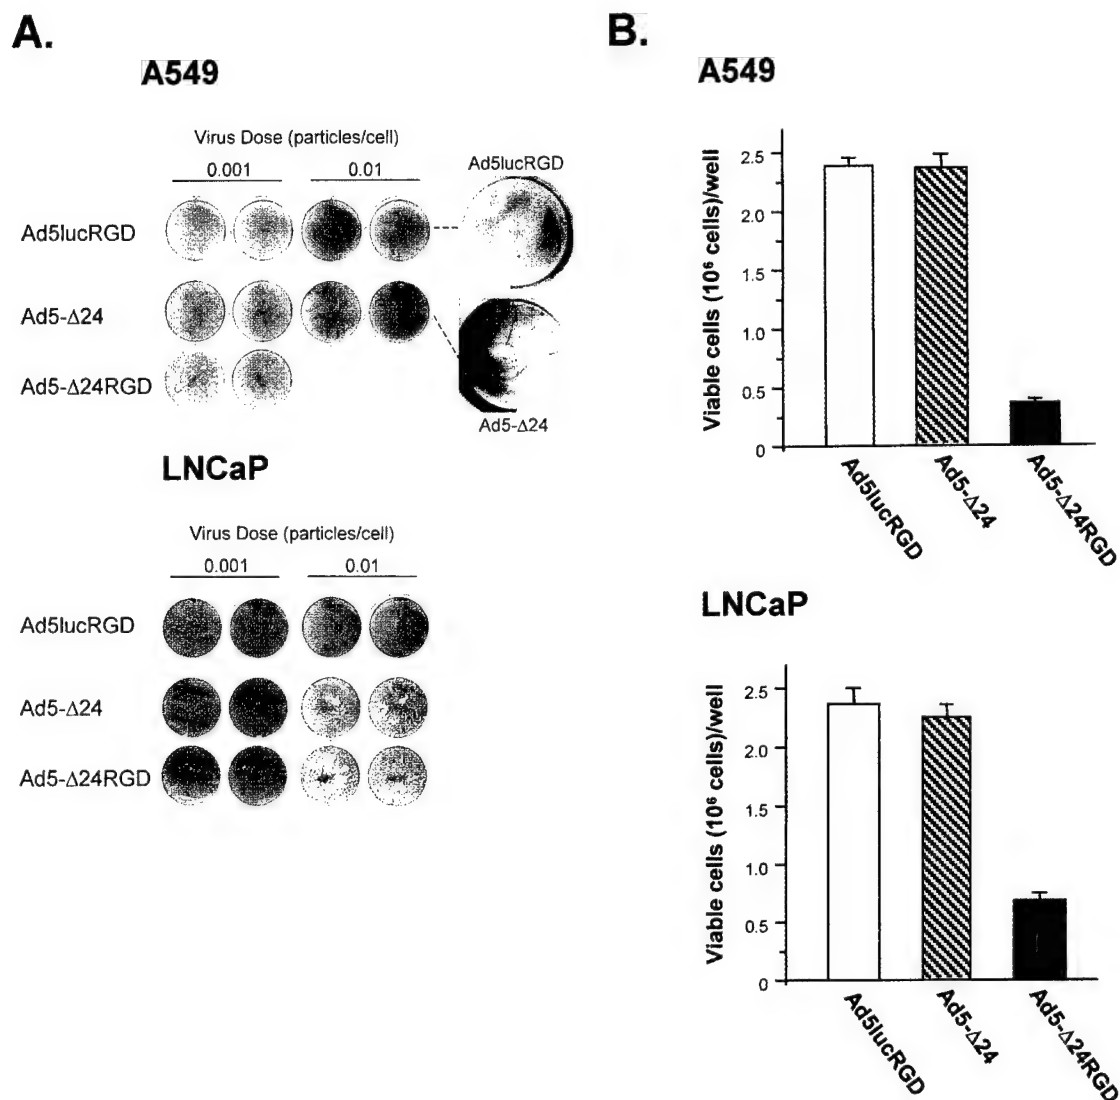 A.
A549
Virus Dose (particles/cell)
0.001 0.01
Ad5lucRGD
Ad5lucRGD
Ad5-Δ24
Ad5-Δ24RGD
Ad5-Δ24
LNCaP
Virus Dose (particles/cell)
0.001 0.01
Ad5lucRGD
Ad5-Δ24
Ad5-Δ24RGD
B.
A549
Viable cells (10⁶ cells)/well
2.5
2.0
1.5
1.0
0.5
0
Ad5lucRGD
Ad5-Δ24
Ad5-Δ24RGD
LNCaP
Viable cells (10⁶ cells)/well
2.5
2.0
1.5
1.0
0.5
0
Ad5lucRGD
Ad5-Δ24
Ad5-Δ24RGD